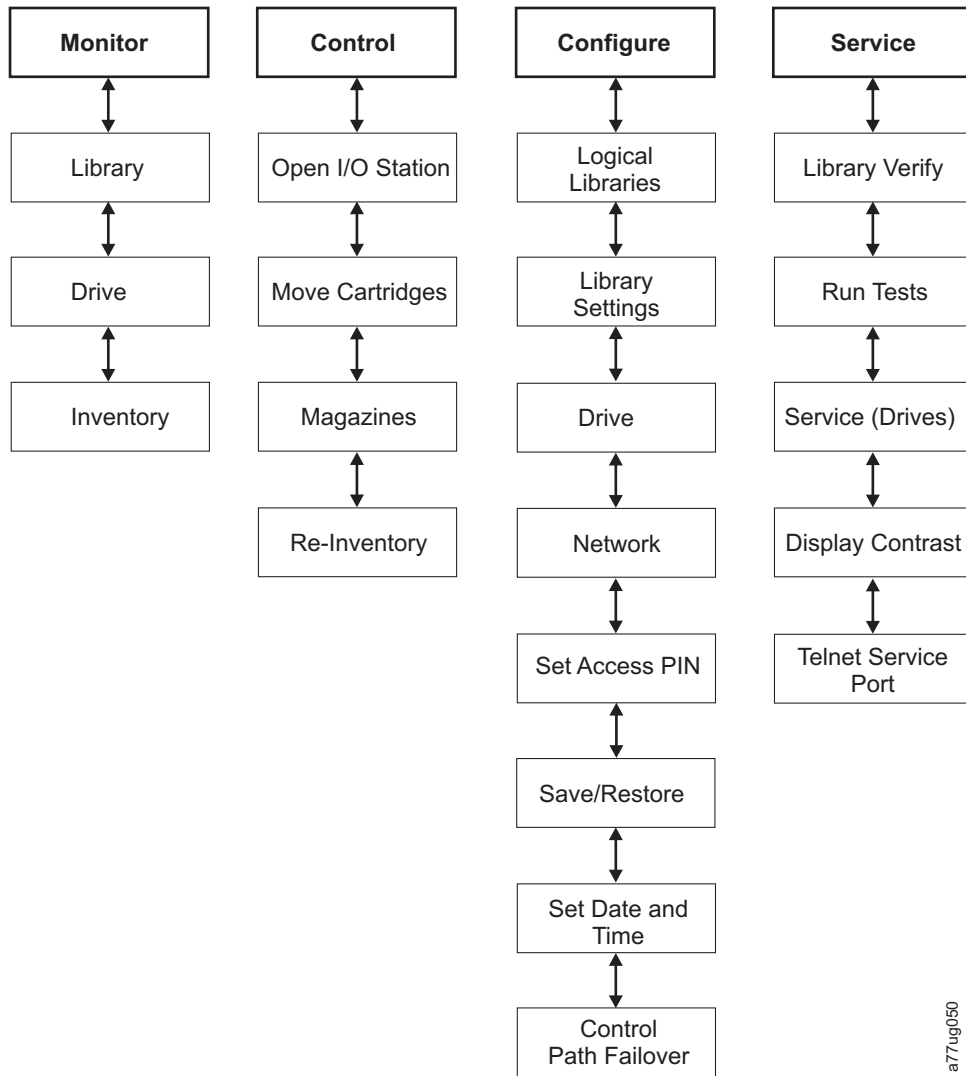 Monitor
Library
Drive
Inventory
Control
Open I/O Station
Move Cartridges
Magazines
Re-Inventory
Configure
Logical
Libraries
Library
Settings
Drive
Network
Set Access PIN
Save/Restore
Set Date and
Time
Control
Path Failover
Service
Library Verify
Run Tests
Service (Drives)
Display Contrast
Telnet Service
Port
a77ug050